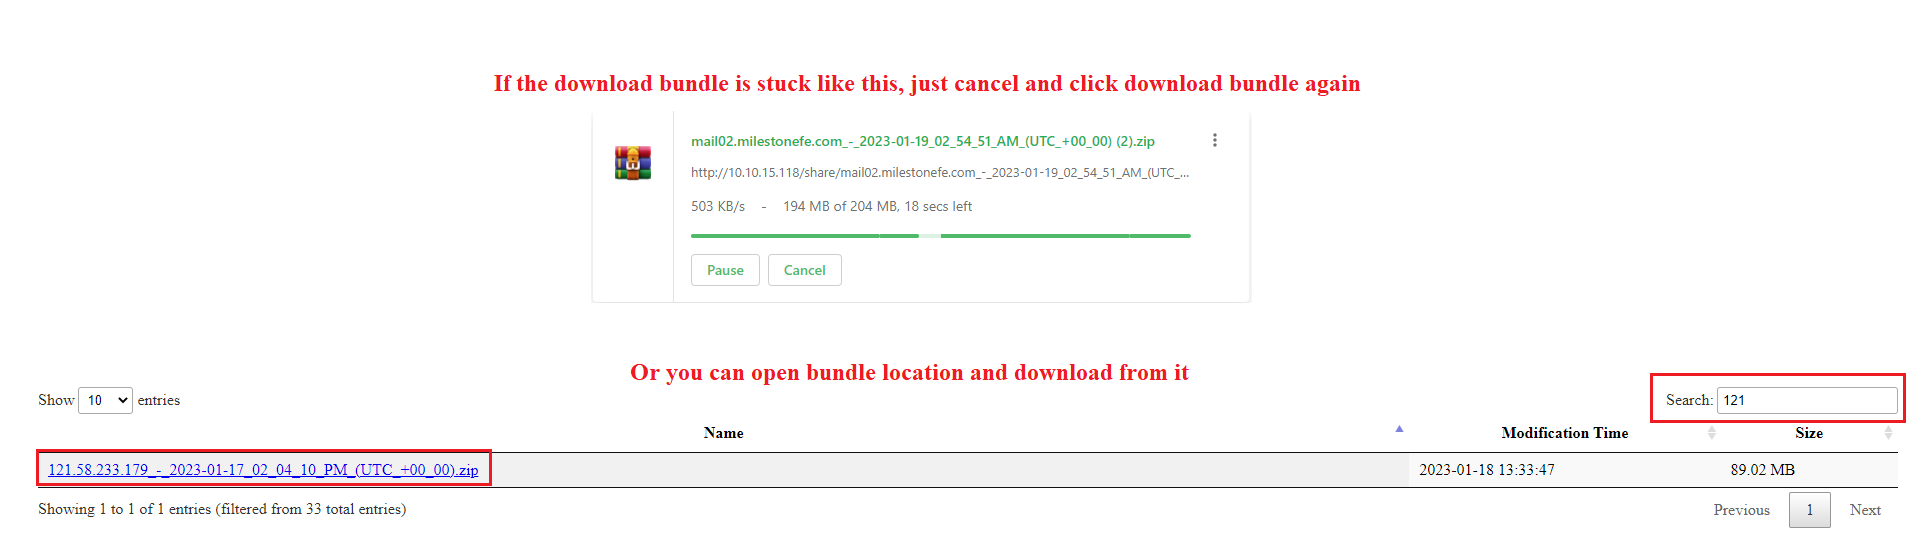 If the download bundle is stuck like this, just cancel and click download bundle again
mail02.milestonefe.com_-_2023-01-19_02_54_51_AM_(UTC_+00_00) (2).zip
http://10.10.15.118/share/mail02.milestonefe.com_-_2023-01-19_02_54_51_AM_(UTC_...
503 KB/s - 194 MB of 204 MB, 18 secs left
Pause Cancel
Or you can open bundle location and download from it
Show 10 entries Search: 121
Name Modification Time Size
121.58.233.179_-_2023-01-17_02_04_10_PM_(UTC_+00_00).zip 2023-01-18 13:33:47 89.02 MB
Showing 1 to 1 of 1 entries (filtered from 33 total entries) Previous 1 Next